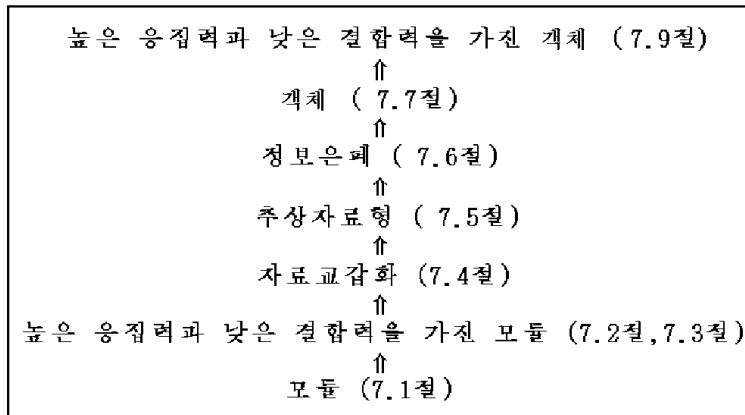 높은 응집력과 낮은 결합력을 가진 객체 (7.9절)
⇑
객체 ( 7.7절)
⇑
정보은폐 ( 7.6절)
⇑
추상자료형 ( 7.5절)
⇑
자료교갑화 (7.4절)
⇑
높은 응집력과 낮은 결합력을 가진 모듈 (7.2절,7.3절)
⇑
모듈 (7.1절)